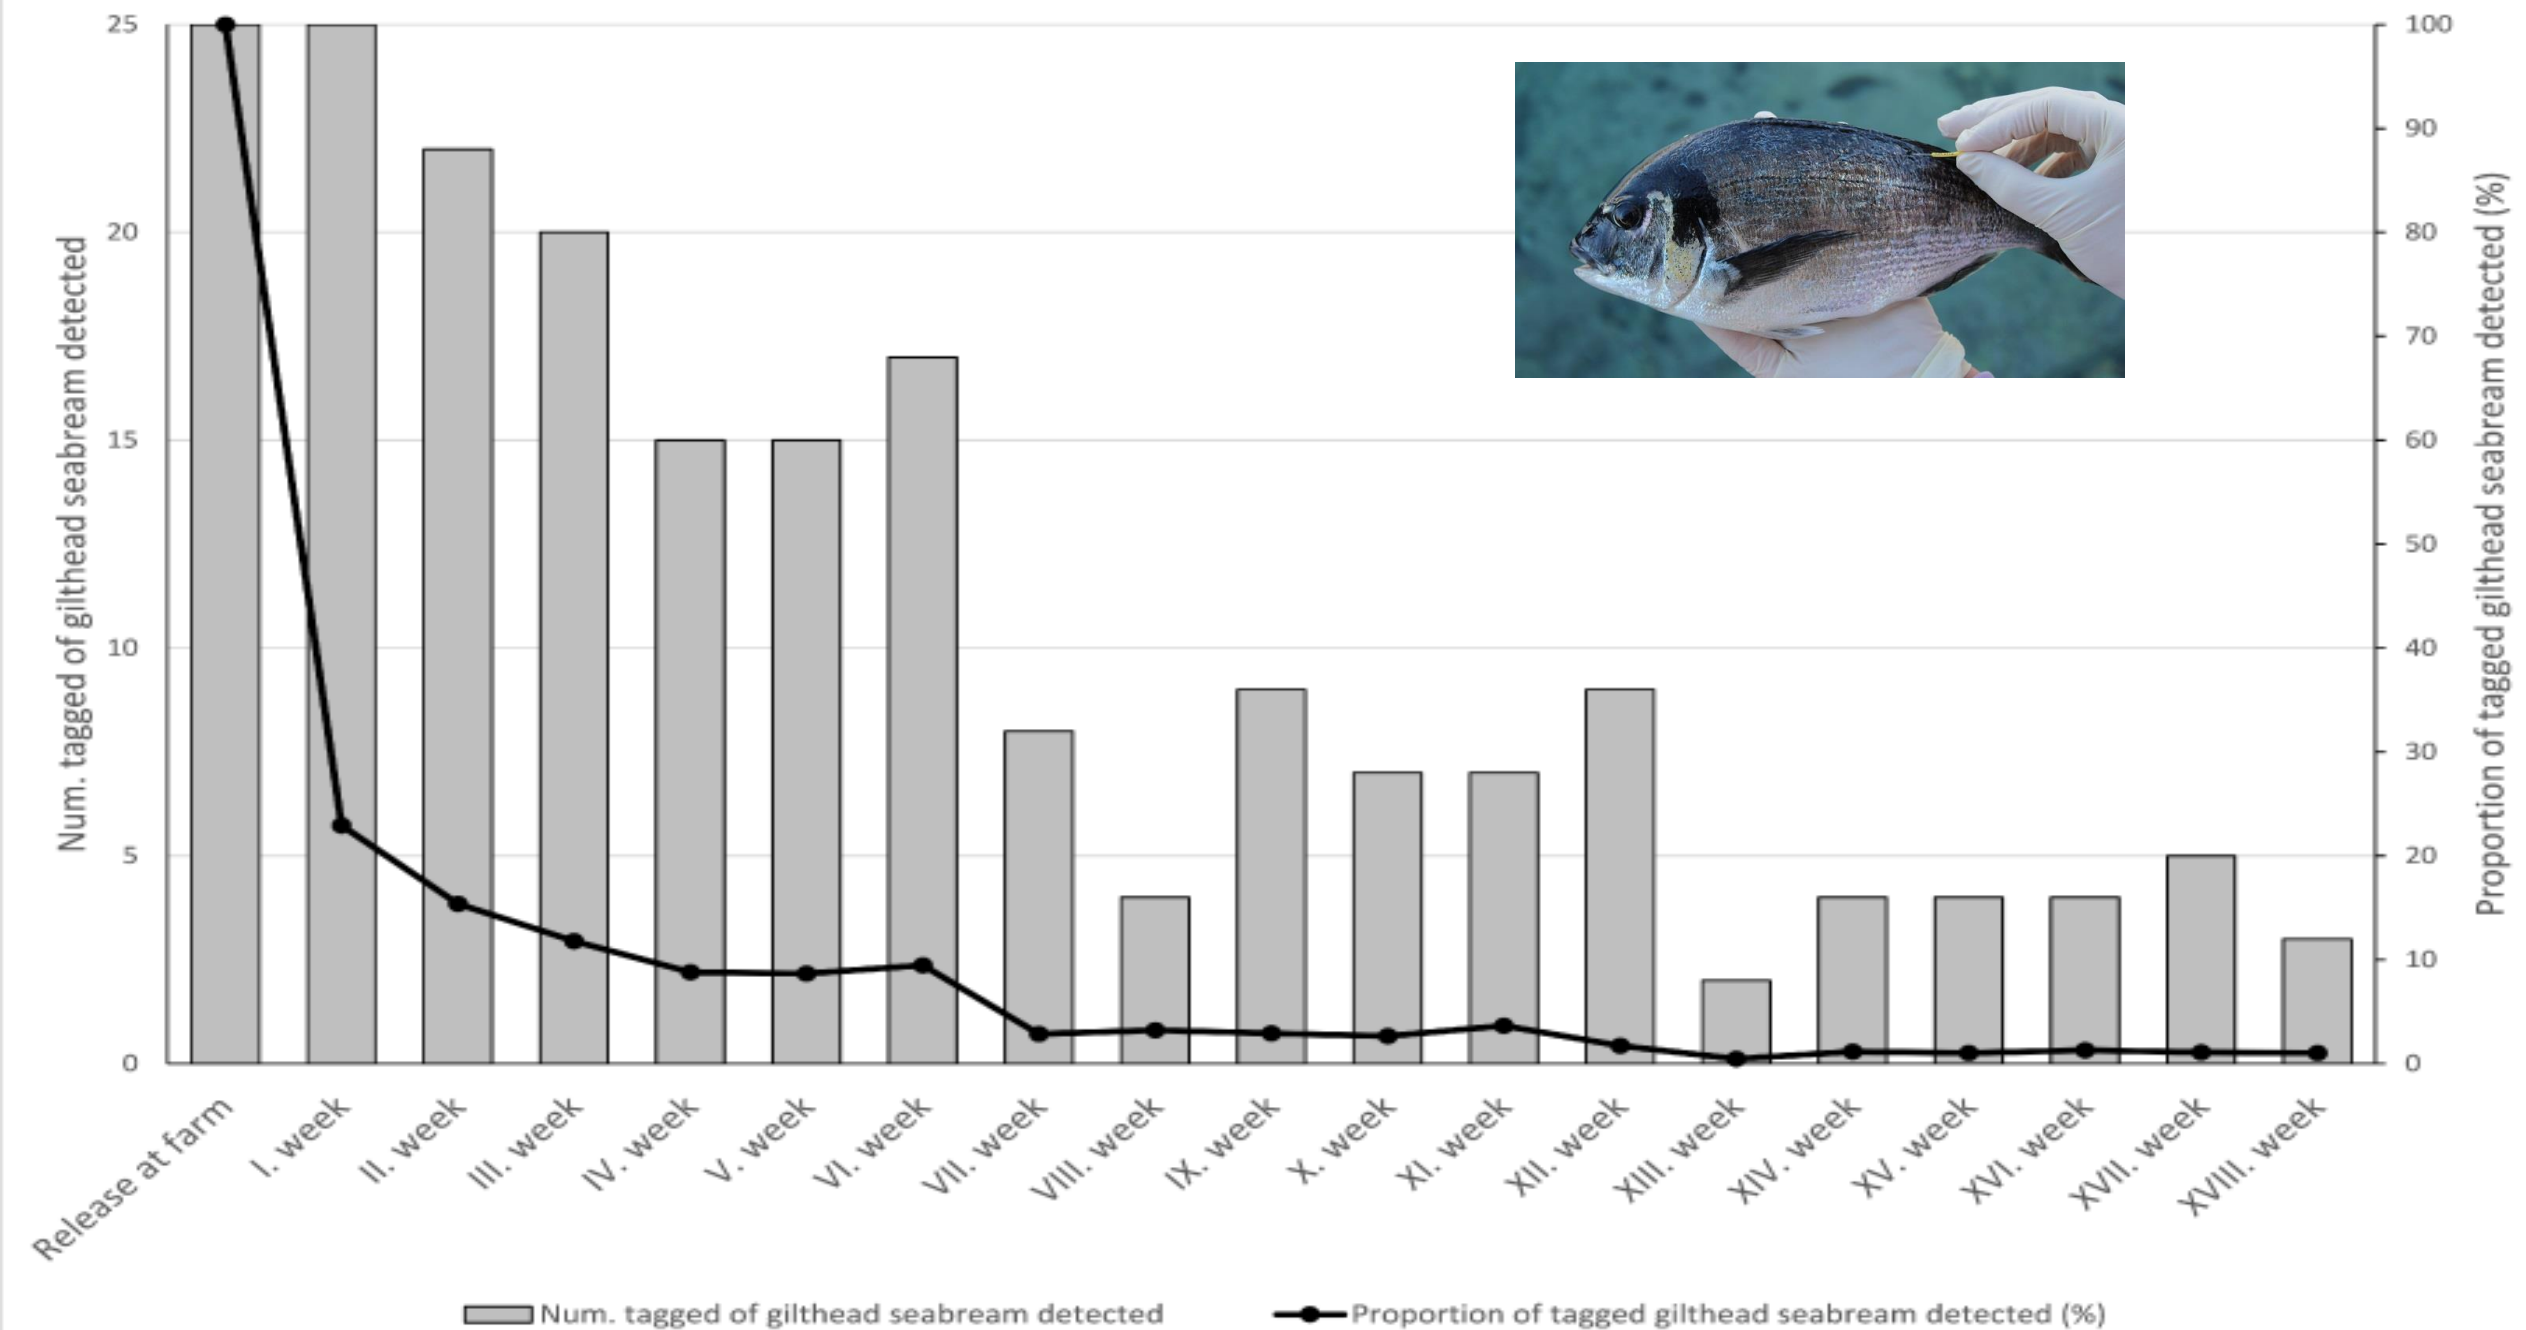 Num. tagged of gilthead seabream detected
25
20
15
10
5
0
100
90
80
70
60
50
40
30
20
10
0
Proportion of tagged gilthead seabream detected (%)
Release at farm
I. week
II. week
III. week
IV. week
V. week
VI. week
VII. week
VIII. week
IX. week
X. week
XI. week
XII. week
XIII. week
XIV. week
XV. week
XVI. week
XVII. week
XVIII. week
Num. tagged of gilthead seabream detected
Proportion of tagged gilthead seabream detected (%)